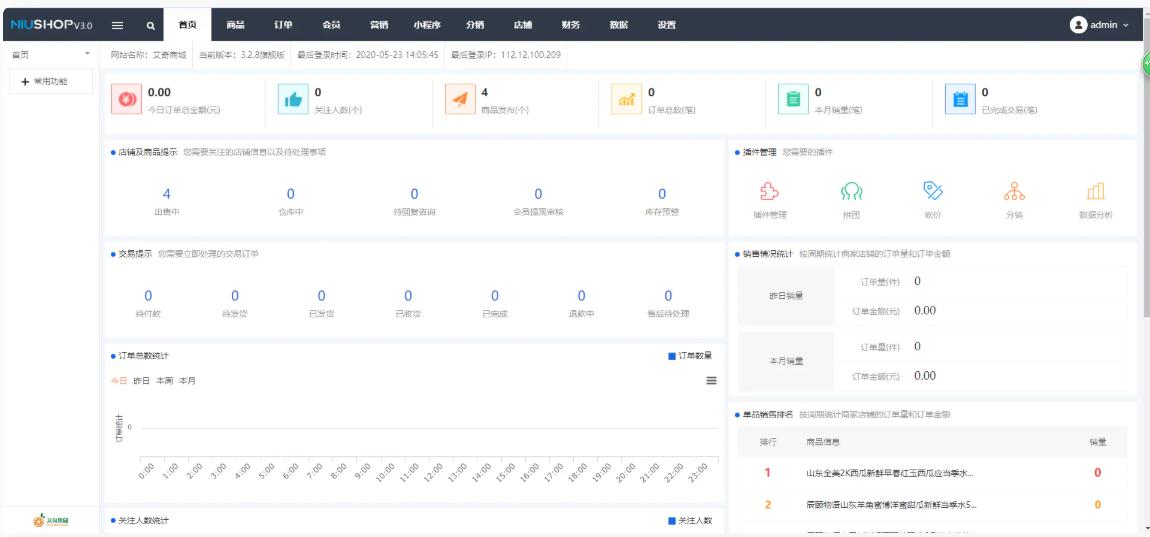 NIUSHOP V3.0 首页 商品 订单 会员 营销 小程序 分销 店铺 财务 数据 设置 admin
首页 网站名称：艾奇商城 当前版本：3.2.8旗舰版 最后登录时间：2020-05-23 14:05:45 最后登录IP：112.12.100.209
常用功能
0.00 0 4 0 0 0
今日订单总金额(元) 关注人数(个) 商品发布(个) 订单总数(笔) 本月销量(笔) 已完成交易(笔)
店铺及商品提示 您需要关注的店铺信息以及待处理事项
4 0 0 0 0
出售中 仓库中 待回复咨询 会员提现审核 库存预警
插件管理 您需要的插件
插件管理 拼团 砍价 分销 数据分析
交易提示 您需要立即处理的交易订单
0 0 0 0 0 0 0
待付款 待发货 已发货 已收货 已完成 退款中 售后待处理
销售情况统计 按周期统计商家店铺的订单量和订单金额
昨日销量
订单量(件) 0
订单金额(元) 0.00
本月销量
订单量(件) 0
订单金额(元) 0.00
订单总数统计 订单数量
今日 昨日 本周 本月
订单统计
0
0:00 1:00 2:00 3:00 4:00 5:00 6:00 7:00 8:00 9:00 10:00 11:00 12:00 13:00 14:00 15:00 16:00 17:00 18:00 19:00 20:00 21:00 22:00 23:00
单品销售排名 按周期统计商家店铺的订单量和订单金额
排行 商品信息 销量
1 山东全美2K西瓜新鲜早春红玉西瓜应当季水... 0
2 辰颐物语山东羊角蜜博洋蜜甜瓜新鲜当季水5... 0
关注人数统计 关注人数